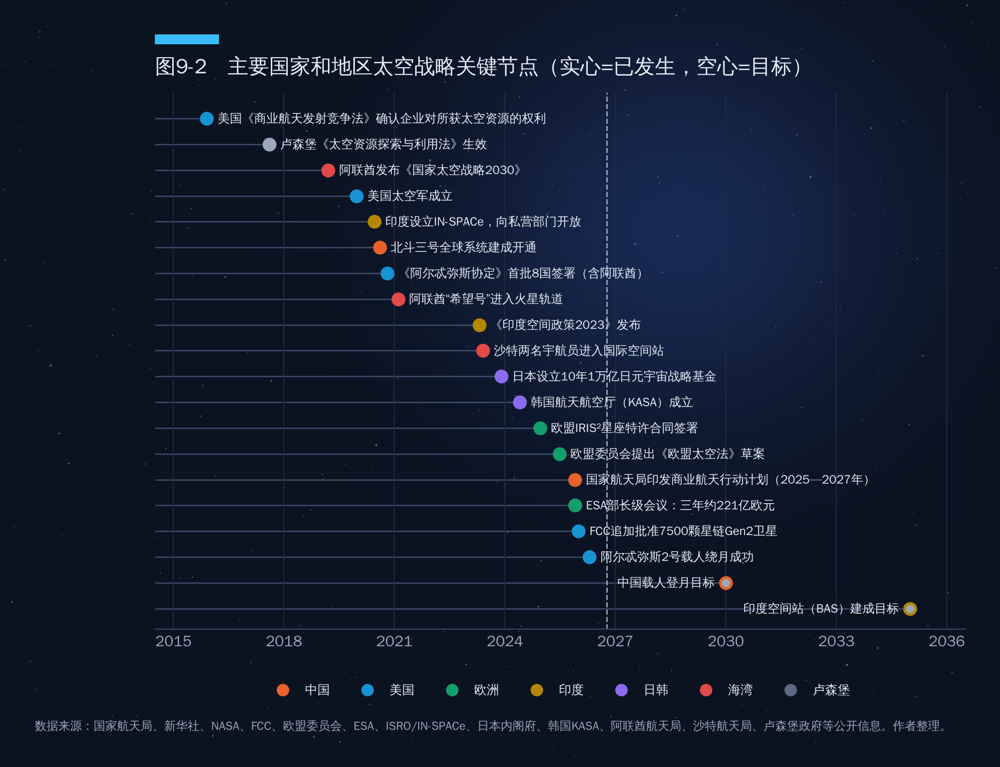 图9-2　主要国家和地区太空战略关键节点（实心=已发生，空心=目标）
美国《商业航天发射竞争法》确认企业对所获太空资源的权利
卢森堡《太空资源探索与利用法》生效
阿联酋发布《国家太空战略2030》
美国太空军成立
印度设立IN-SPACe，向私营部门开放
北斗三号全球系统建成开通
《阿尔忒弥斯协定》首批8国签署（含阿联酋）
阿联酋“希望号”进入火星轨道
《印度空间政策2023》发布
沙特两名宇航员进入国际空间站
日本设立10年1万亿日元宇宙战略基金
韩国航天航空厅（KASA）成立
欧盟IRIS²星座特许合同签署
欧盟委员会提出《欧盟太空法》草案
国家航天局印发商业航天行动计划（2025—2027年）
ESA部长级会议：三年约221亿欧元
FCC追加批准7500颗星链Gen2卫星
阿尔忒弥斯2号载人绕月成功
中国载人登月目标
印度空间站（BAS）建成目标
2015 2018 2021 2024 2027 2030 2033 2036
中国 美国 欧洲 印度 日韩 海湾 卢森堡
数据来源：国家航天局、新华社、NASA、FCC、欧盟委员会、ESA、ISRO/IN-SPACe、日本内阁府、韩国KASA、阿联酋航天局、沙特航天局、卢森堡政府等公开信息。作者整理。